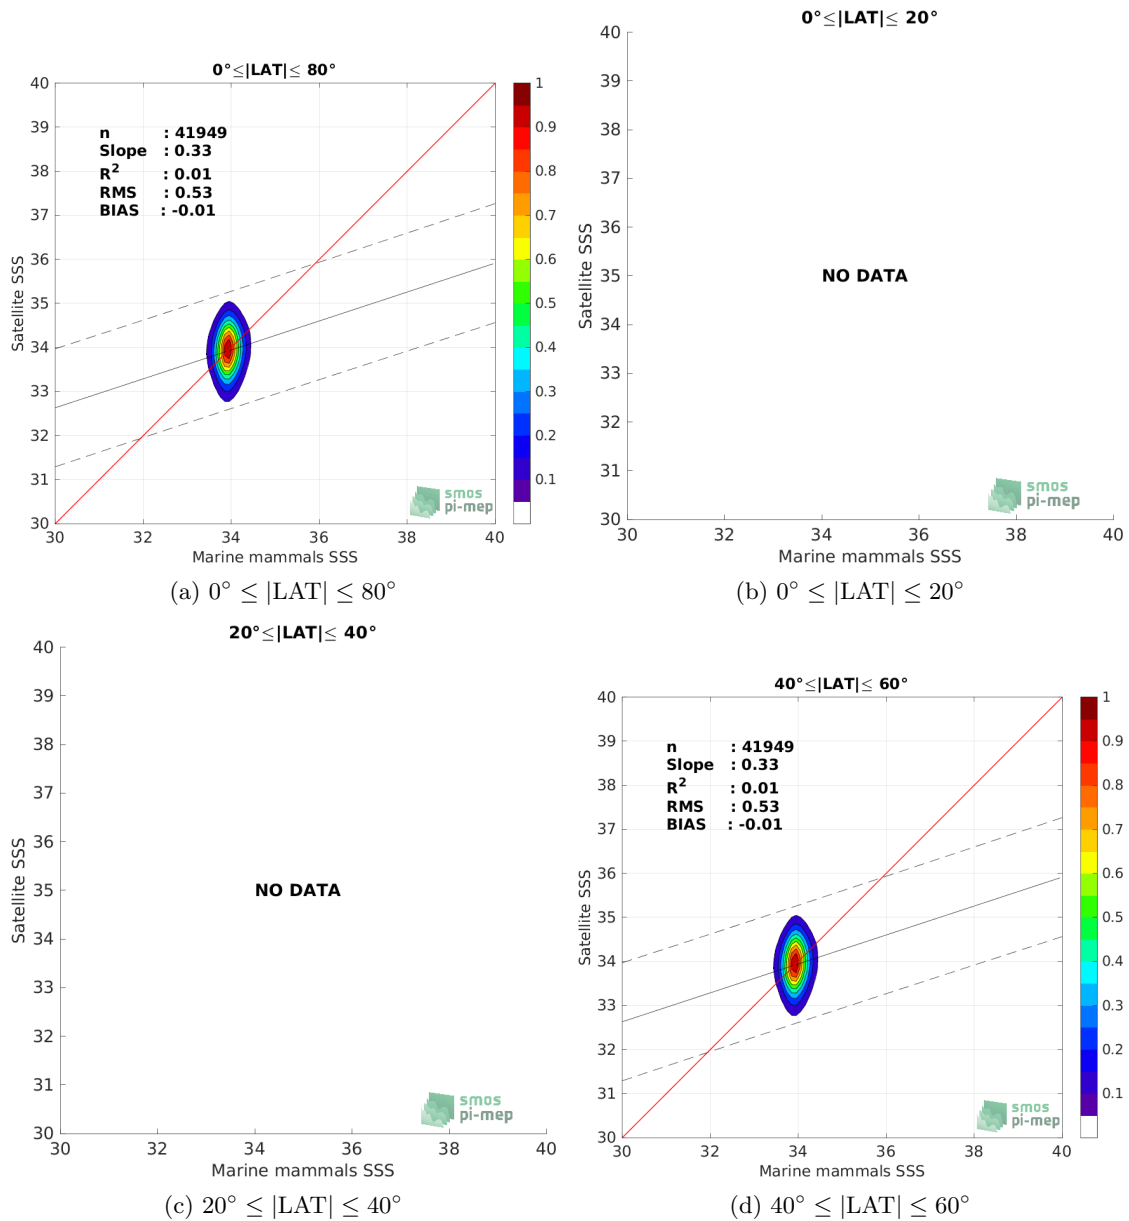 0°≤|LAT|≤ 80°
40
39
38
37
36
35
34
33
32
31
30
Satellite SSS
n : 41949
Slope : 0.33
R² : 0.01
RMS : 0.53
BIAS : -0.01
smos
pi-mep
30 32 34 36 38 40
Marine mammals SSS
1
0.9
0.8
0.7
0.6
0.5
0.4
0.3
0.2
0.1
(a) 0° ≤ |LAT| ≤ 80°
0°≤|LAT|≤ 20°
40
39
38
37
36
35
34
33
32
31
30
Satellite SSS
NO DATA
smos
pi-mep
30 32 34 36 38 40
Marine mammals SSS
(b) 0° ≤ |LAT| ≤ 20°
20°≤|LAT|≤ 40°
40
39
38
37
36
35
34
33
32
31
30
Satellite SSS
NO DATA
smos
pi-mep
30 32 34 36 38 40
Marine mammals SSS
(c) 20° ≤ |LAT| ≤ 40°
40°≤|LAT|≤ 60°
40
39
38
37
36
35
34
33
32
31
30
Satellite SSS
n : 41949
Slope : 0.33
R² : 0.01
RMS : 0.53
BIAS : -0.01
smos
pi-mep
30 32 34 36 38 40
Marine mammals SSS
1
0.9
0.8
0.7
0.6
0.5
0.4
0.3
0.2
0.1
(d) 40° ≤ |LAT| ≤ 60°